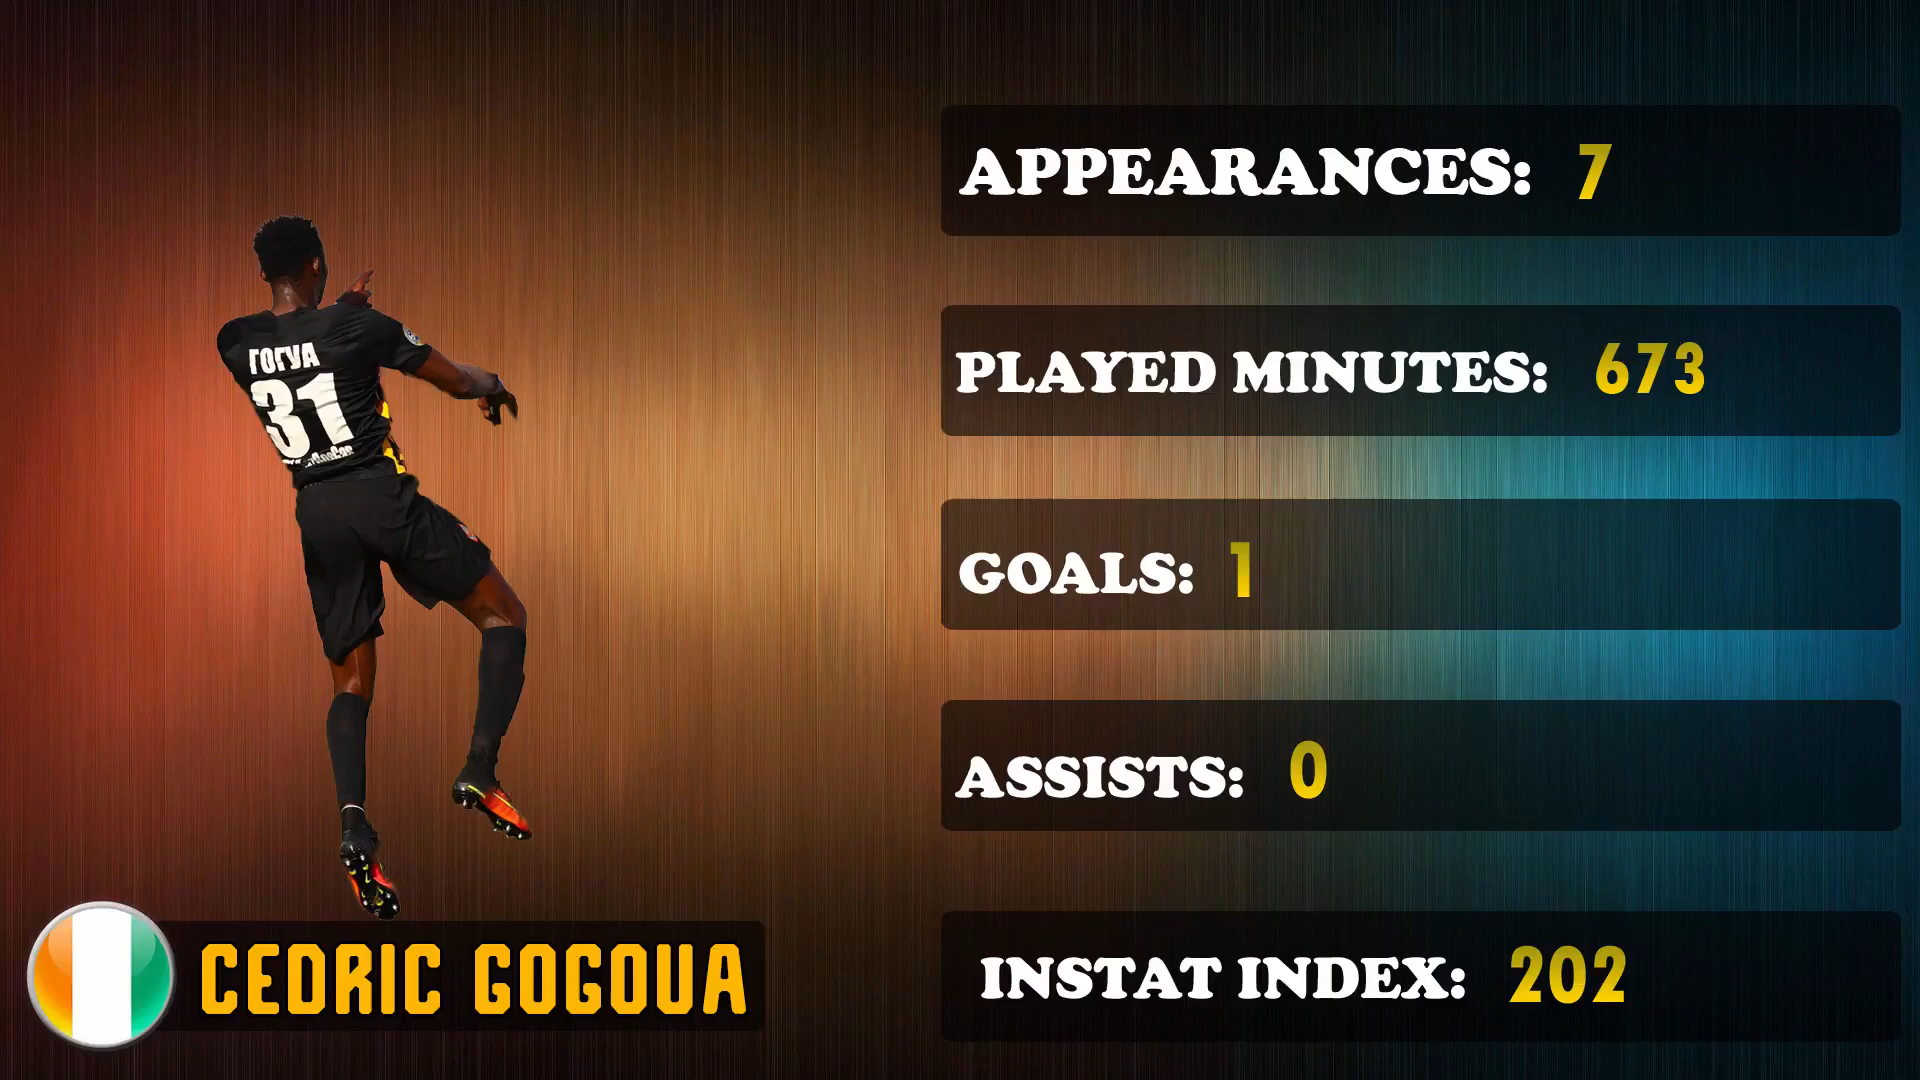 APPEARANCES: 7
ГОГУА
31
PLAYED MINUTES: 673
GOALS: 1
ASSISTS: 0
CEDRIC GOGOUA
INSTAT INDEX: 202